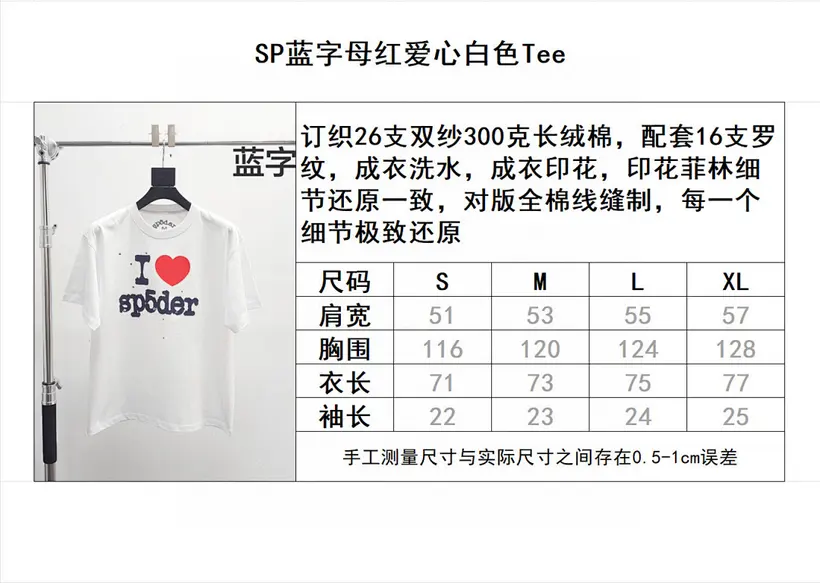 SP蓝字母红爱心白色Tee
蓝字
订织26支双纱300克长绒棉，配套16支罗
纹，成衣洗水，成衣印花，印花菲林细
节还原一致，对版全棉线缝制，每一个
细节极致还原
sp5der
I
sp5der
尺码 S M L XL
肩宽 51 53 55 57
胸围 116 120 124 128
衣长 71 73 75 77
袖长 22 23 24 25
手工测量尺寸与实际尺寸之间存在0.5-1cm误差